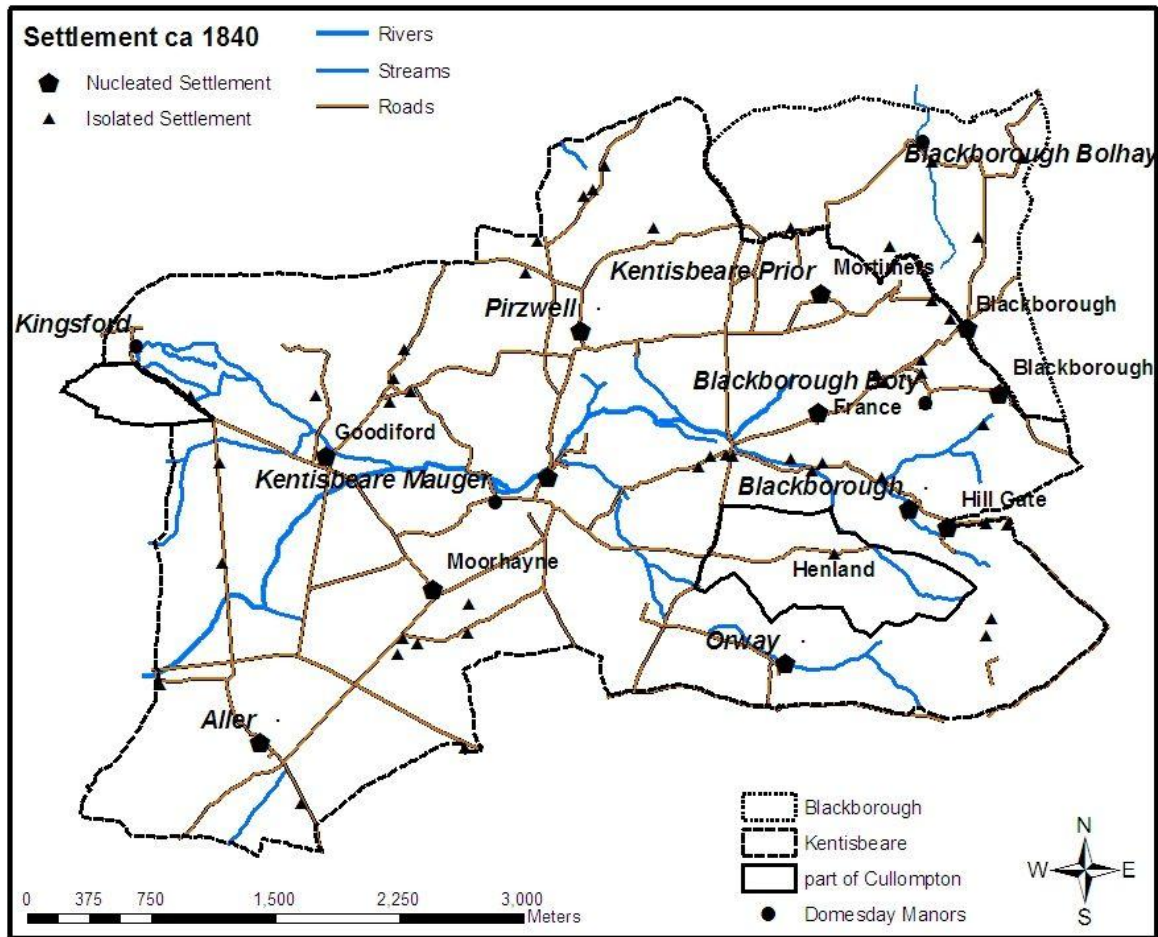 Settlement ca 1840
Nucleated Settlement
Isolated Settlement
Rivers
Streams
Roads
Blackborough Bolhay
Kentisbeare Prior
Mortimers
Pirzwell
Blackborough
Kingsford
Blackborough Boty
Blackborough
France
Goodiford
Kentisbeare Mauger
Blackborough
Hill Gate
Moorhayne
Henland
Orway
Aller
Blackborough
Kentisbeare
part of Cullompton
Domesday Manors
N
W E
S
0 375 750 1,500 2,250 3,000
Meters